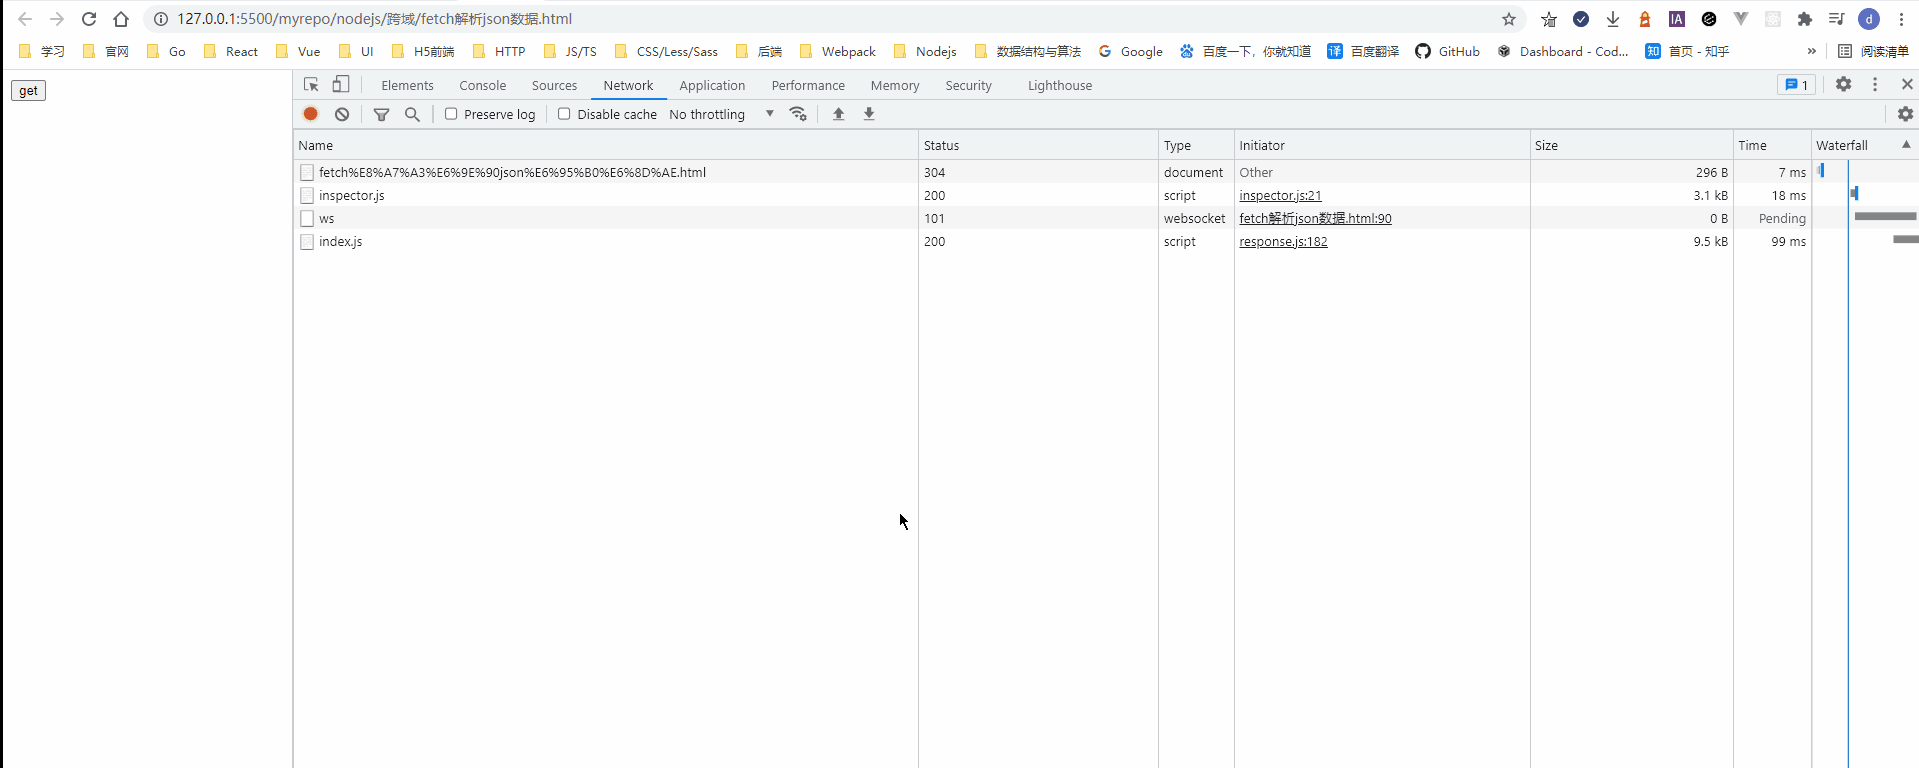 127.0.0.1:5500/myrepo/nodejs/跨域/fetch解析json数据.html
IA
d
学习 官网 Go React Vue UI H5前端 HTTP JS/TS CSS/Less/Sass 后端 Webpack Nodejs 数据结构与算法 Google 百度一下，你就知道 译 百度翻译 GitHub Dashboard - Cod... 知 首页 - 知乎 » 阅读清单
get
Elements Console Sources Network Application Performance Memory Security Lighthouse 1
Preserve log Disable cache No throttling
Name Status Type Initiator Size Time Waterfall
fetch%E8%A7%A3%E6%9E%90json%E6%95%B0%E6%8D%AE.html 304 document Other 296 B 7 ms
inspector.js 200 script inspector.js:21 3.1 kB 18 ms
ws 101 websocket fetch解析json数据.html:90 0 B Pending
index.js 200 script response.js:182 9.5 kB 99 ms